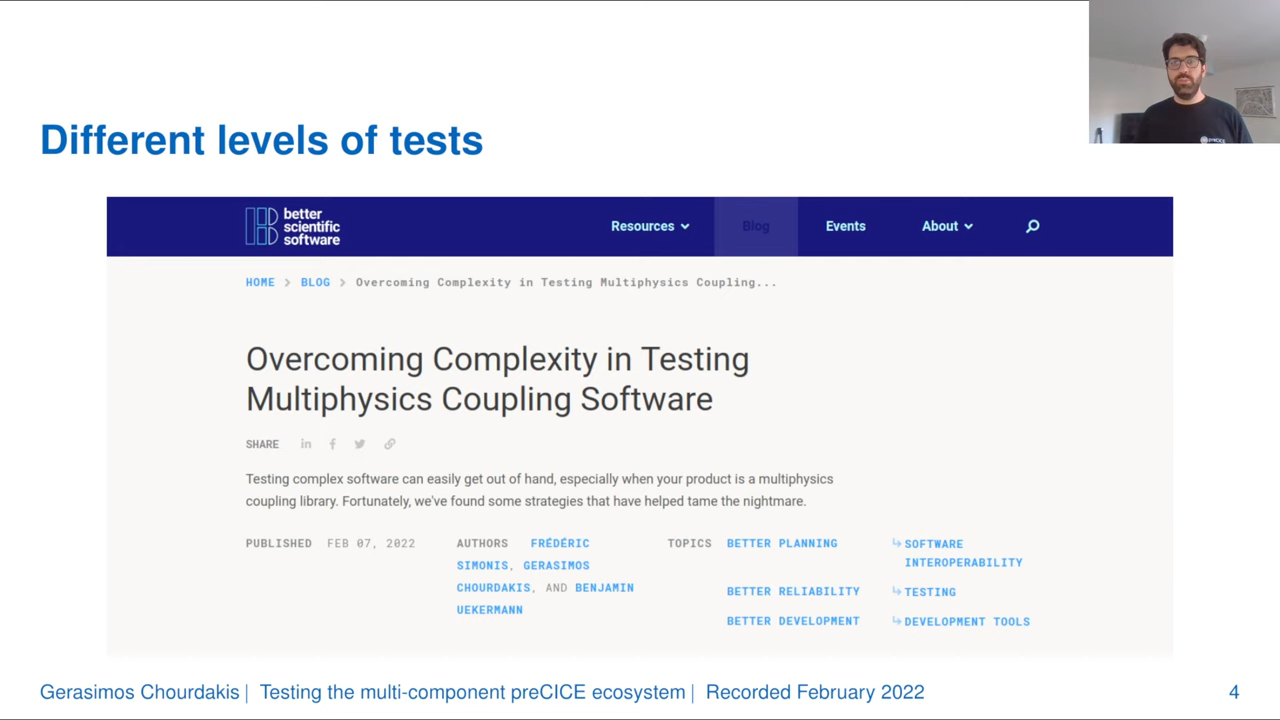 Different levels of tests
better
scientific
software
Resources
Blog
Events
About
HOME > BLOG > Overcoming Complexity in Testing Multiphysics Coupling...
Overcoming Complexity in Testing
Multiphysics Coupling Software
SHARE
Testing complex software can easily get out of hand, especially when your product is a multiphysics
coupling library. Fortunately, we've found some strategies that have helped tame the nightmare.
PUBLISHED FEB 07, 2022
AUTHORS FRÉDÉRIC
SIMONIS, GERASIMOS
CHOURDAKIS, AND BENJAMIN
UEKERMANN
TOPICS BETTER PLANNING
SOFTWARE
INTEROPERABILITY
BETTER RELIABILITY
TESTING
BETTER DEVELOPMENT
DEVELOPMENT TOOLS
Gerasimos Chourdakis | Testing the multi-component preCICE ecosystem | Recorded February 2022
4